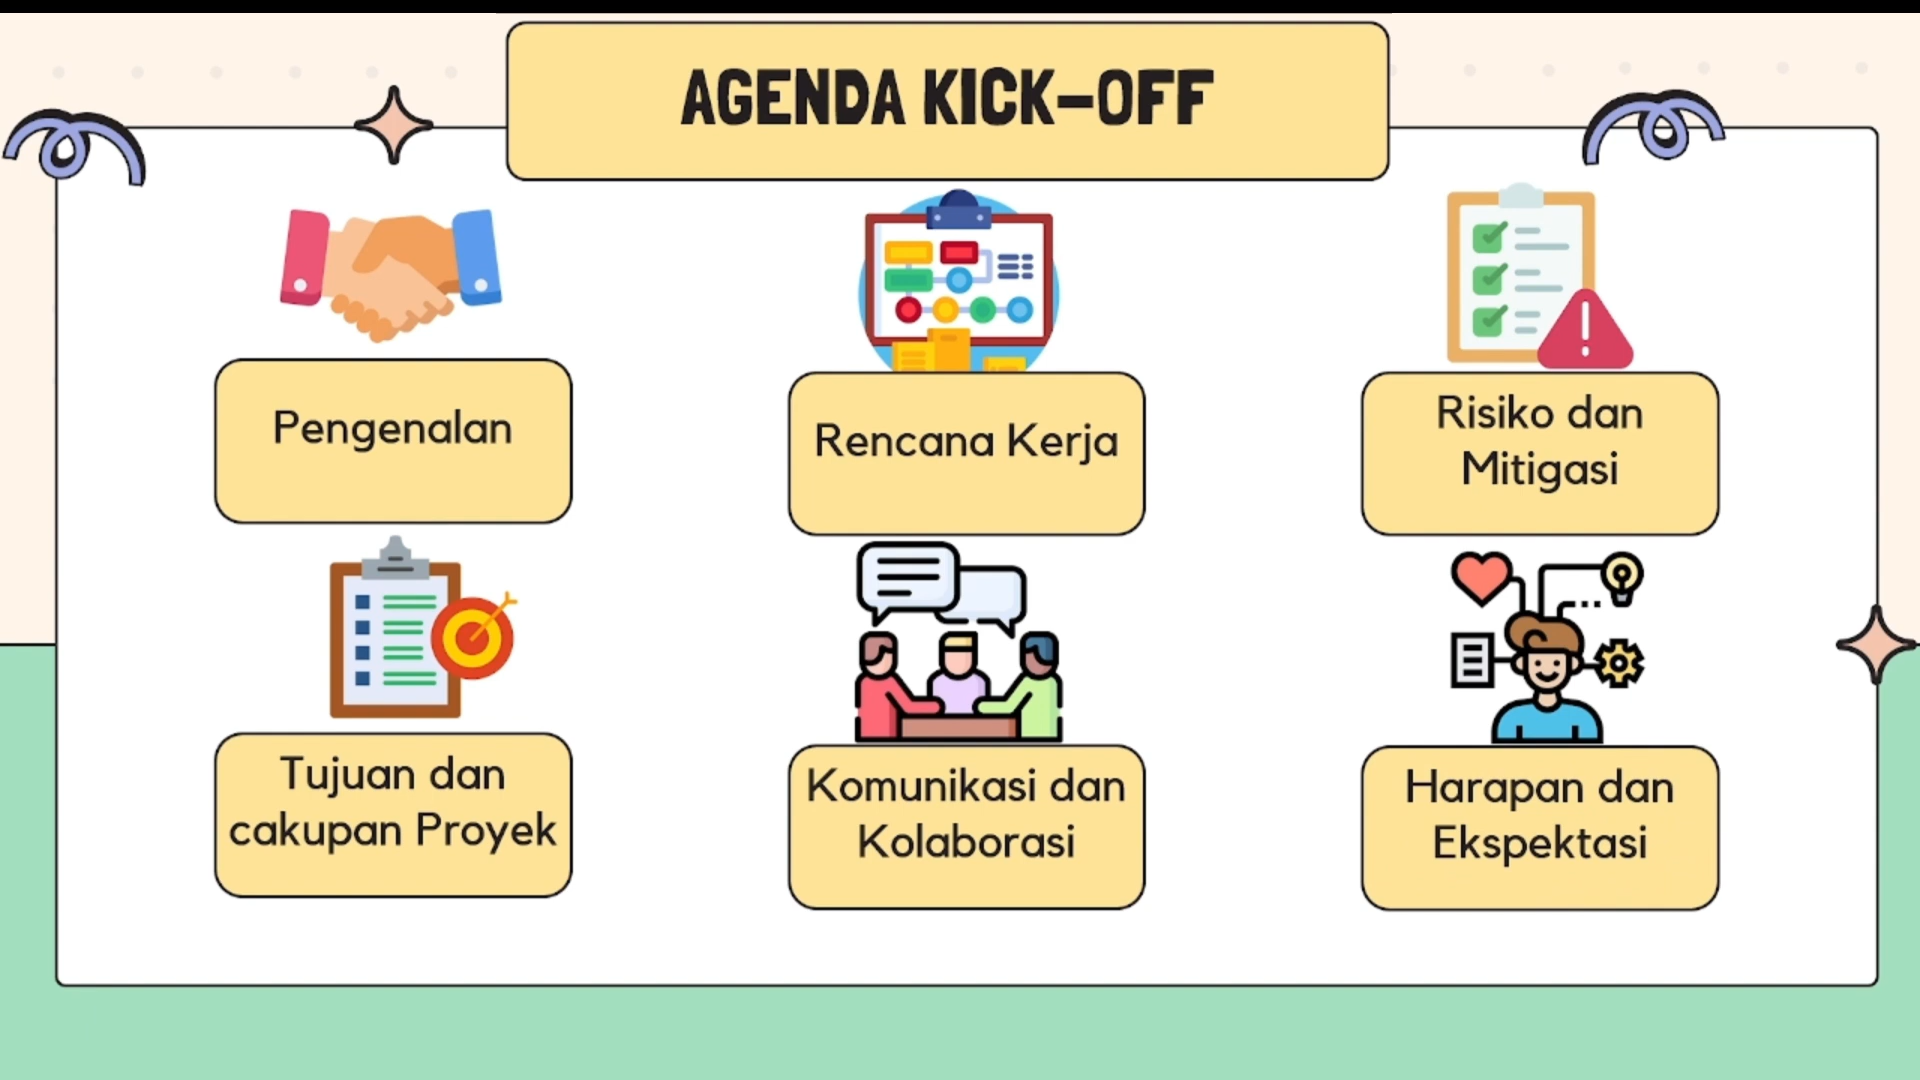 AGENDA KICK-OFF
Pengenalan
Rencana Kerja
Risiko dan
Mitigasi
Tujuan dan
cakupan Proyek
Komunikasi dan
Kolaborasi
Harapan dan
Ekspektasi